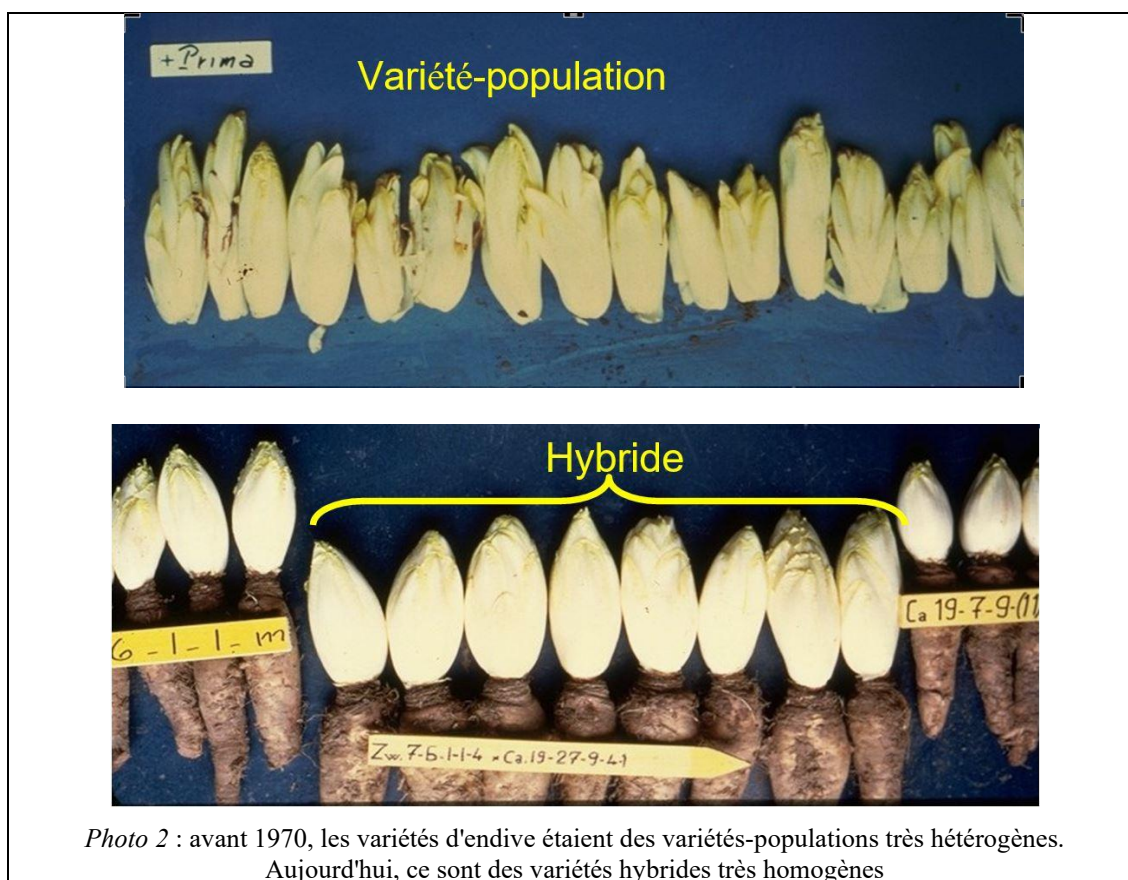 + Prima
Variété-population
Hybride
6-1-1-m
Zw. 7-6.1-1-4 × Ca.19-27-9-41
Ca 19-7-9-(11
Photo 2 : avant 1970, les variétés d'endive étaient des variétés-populations très hétérogènes.
Aujourd'hui, ce sont des variétés hybrides très homogènes